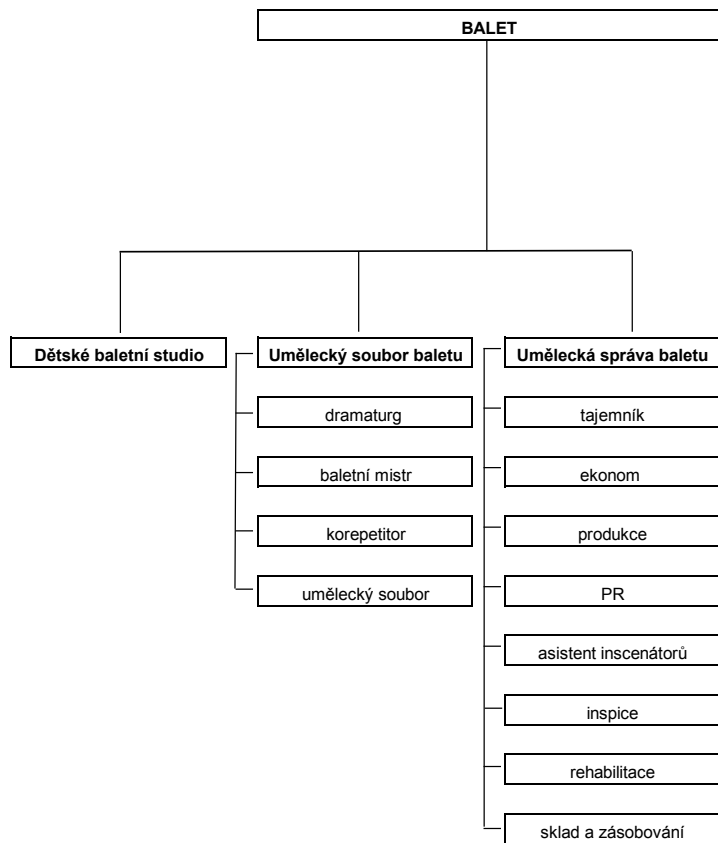 BALET
Dětské baletní studio
Umělecký soubor baletu
Umělecká správa baletu
dramaturg
tajemník
baletní mistr
ekonom
korepetitor
produkce
umělecký soubor
PR
asistent inscenátorů
inspice
rehabilitace
sklad a zásobování